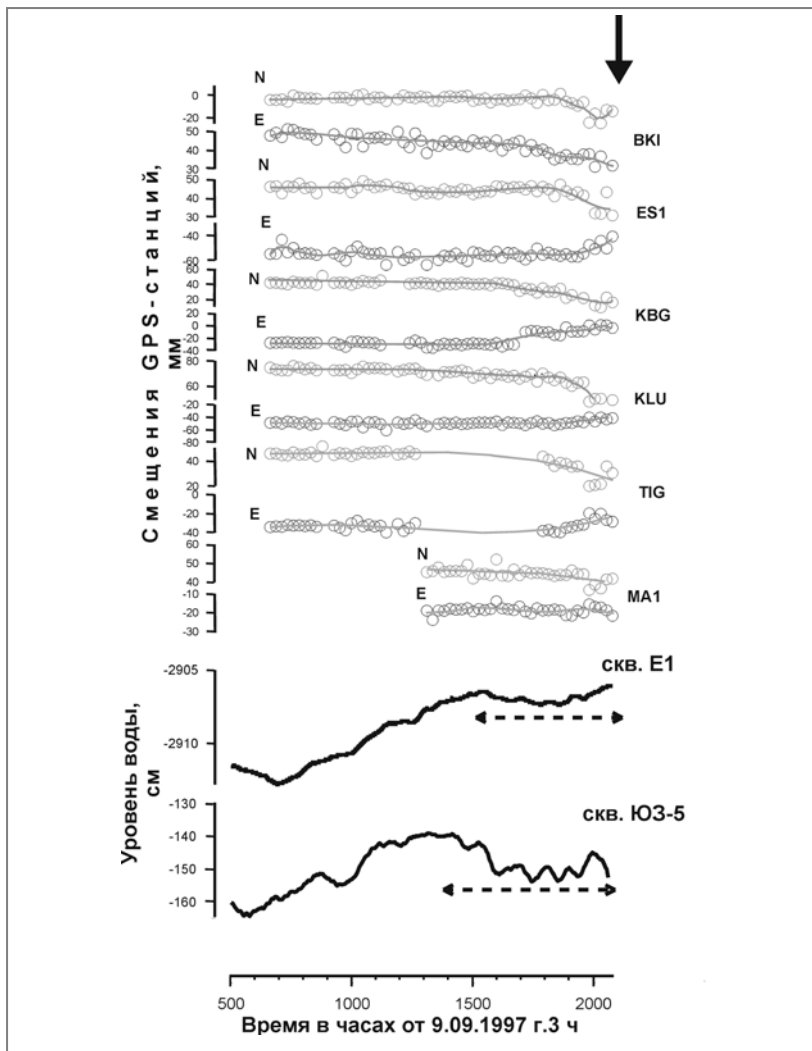 N
0
-20
BKI
E
50
30
N
50
40
30
ES1
E
-40
-60
N
60
40
20
KBG
E
20
0
-20
-40
N
80
60
KLU
E
-20
-40
-60
-80
N
40
20
TIG
E
0
-40
N
60
50
40
MA1
E
-10
-20
-30
Смещения GPS-станций,
мм
-2905
-2910
скв. Е1
-130
-140
-150
-160
скв. ЮЗ-5
Уровень воды,
см
500 1000 1500 2000
Время в часах от 9.09.1997 г.3 ч